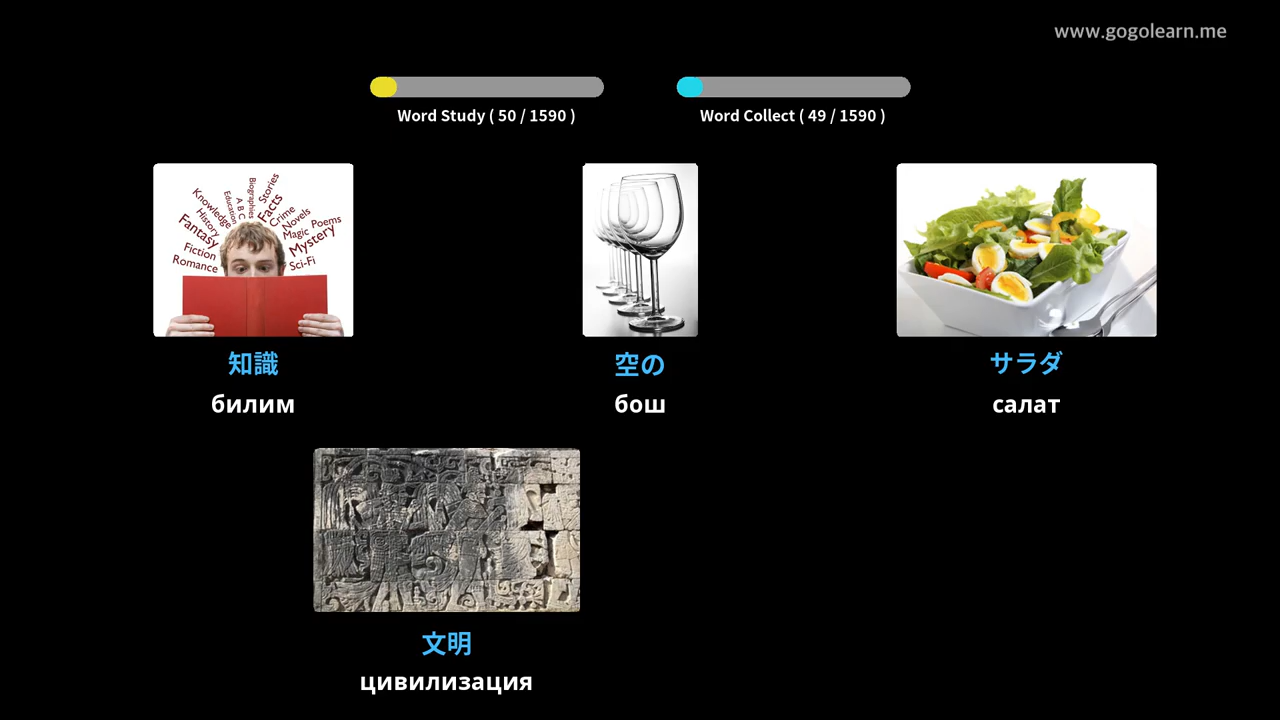 www.gogolearn.me
Word Study ( 50 / 1590 )
Word Collect ( 49 / 1590 )
Knowledge
History
Fantasy
Fiction
Romance
Education
A B C
Biographies
Stories
Facts
Crime
Novels
Magic
Poems
Mystery
Sci-Fi
知識
空の
サラダ
билим
бош
салат
文明
цивилизация